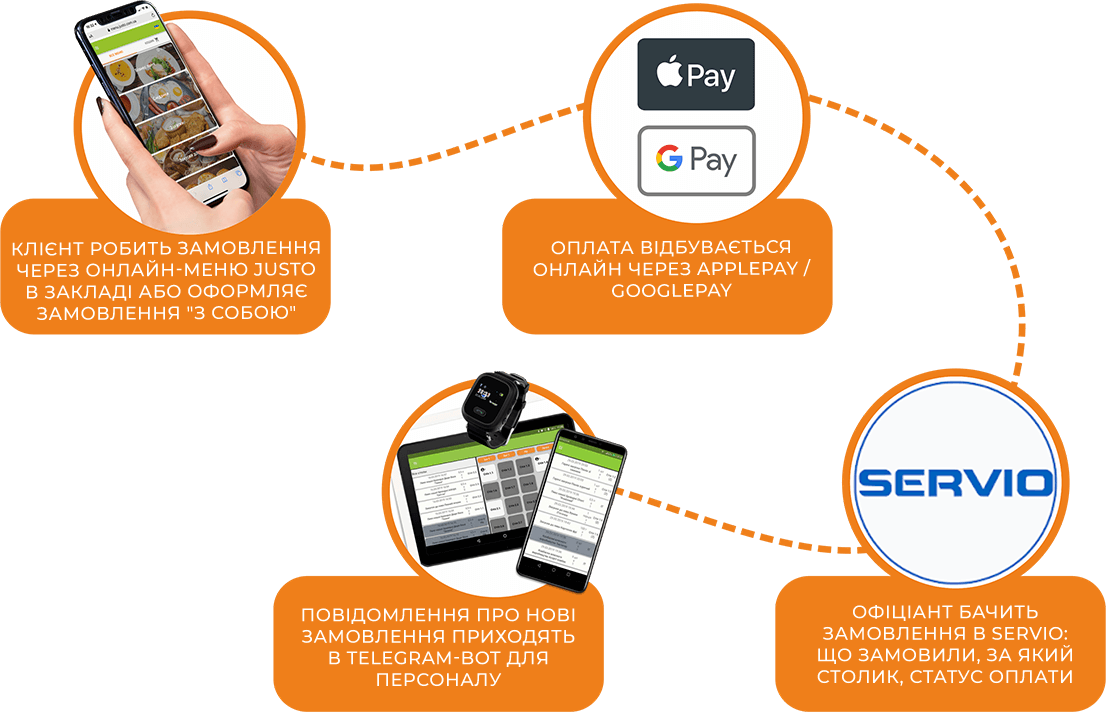 КЛІЄНТ РОБИТЬ ЗАМОВЛЕННЯ
ЧЕРЕЗ ОНЛАЙН-МЕНЮ JUSTO
В ЗАКЛАДІ АБО ОФОРМЛЯЄ
ЗАМОВЛЕННЯ "З СОБОЮ"
Pay
G Pay
ОПЛАТА ВІДБУВАЄТЬСЯ
ОНЛАЙН ЧЕРЕЗ APPLEPAY /
GOOGLEPAY
SERVIO
ОФІЦІАНТ БАЧИТЬ
ЗАМОВЛЕННЯ В SERVIO:
ЩО ЗАМОВИЛИ, ЗА ЯКИЙ
СТОЛИК, СТАТУС ОПЛАТИ
ПОВІДОМЛЕННЯ ПРО НОВІ
ЗАМОВЛЕННЯ ПРИХОДЯТЬ
В TELEGRAM-BOT ДЛЯ
ПЕРСОНАЛУ